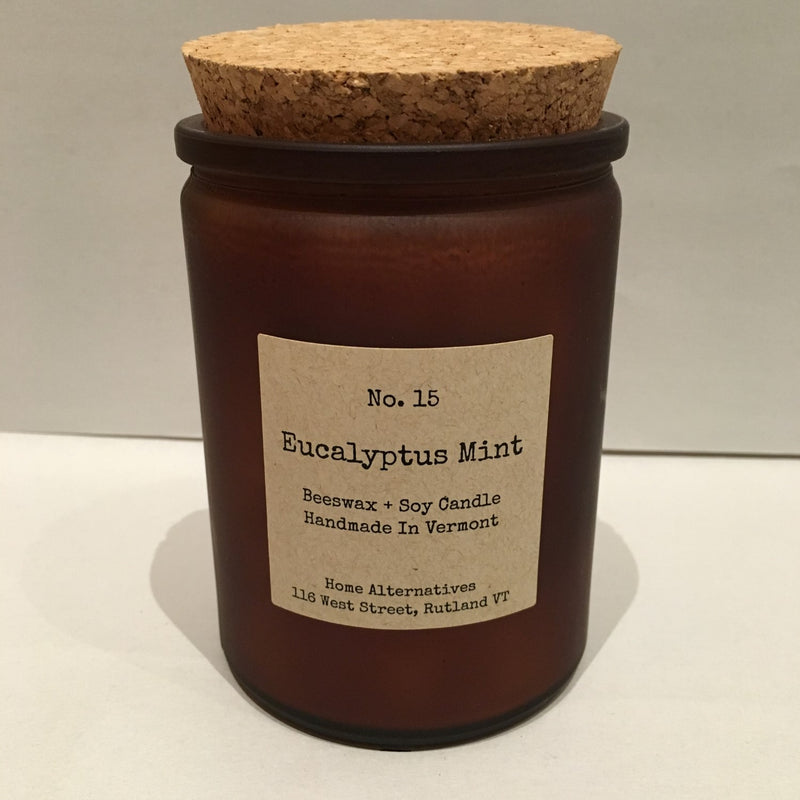 No. 15
Eucalyptus Mint
Beeswax + Soy Candle
Handmade In Vermont
Home Alternatives
116 West Street, Rutland VT